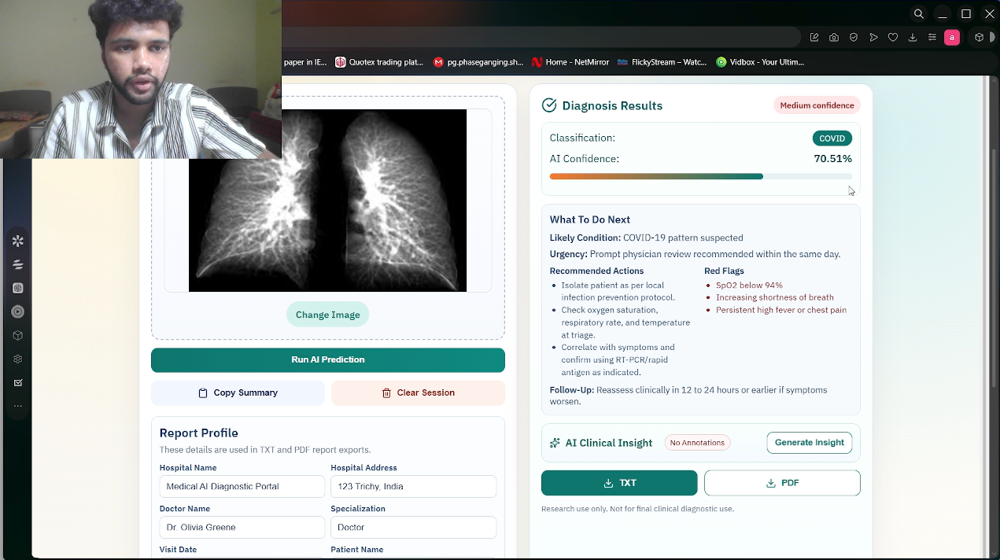 paper in IE...
Quotex trading plat...
pg.phaseganging.sh...
Home - NetMirror
FlickyStream – Watc...
Vidbox - Your Ultim...
a
Change Image
Run AI Prediction
Copy Summary
Clear Session
Report Profile
These details are used in TXT and PDF report exports.
Hospital Name
Hospital Address
Medical AI Diagnostic Portal
123 Trichy, India
Doctor Name
Specialization
Dr. Olivia Greene
Doctor
Visit Date
Patient Name
Diagnosis Results
Medium confidence
Classification:
COVID
AI Confidence:
70.51%
What To Do Next
Likely Condition: COVID-19 pattern suspected
Urgency: Prompt physician review recommended within the same day.
Recommended Actions
Isolate patient as per local
infection prevention protocol.
Check oxygen saturation,
respiratory rate, and temperature
at triage.
Correlate with symptoms and
confirm using RT-PCR/rapid
antigen as indicated.
Red Flags
SpO2 below 94%
Increasing shortness of breath
Persistent high fever or chest pain
Follow-Up: Reassess clinically in 12 to 24 hours or earlier if symptoms
worsen.
AI Clinical Insight
No Annotations
Generate Insight
TXT
PDF
Research use only. Not for final clinical diagnostic use.